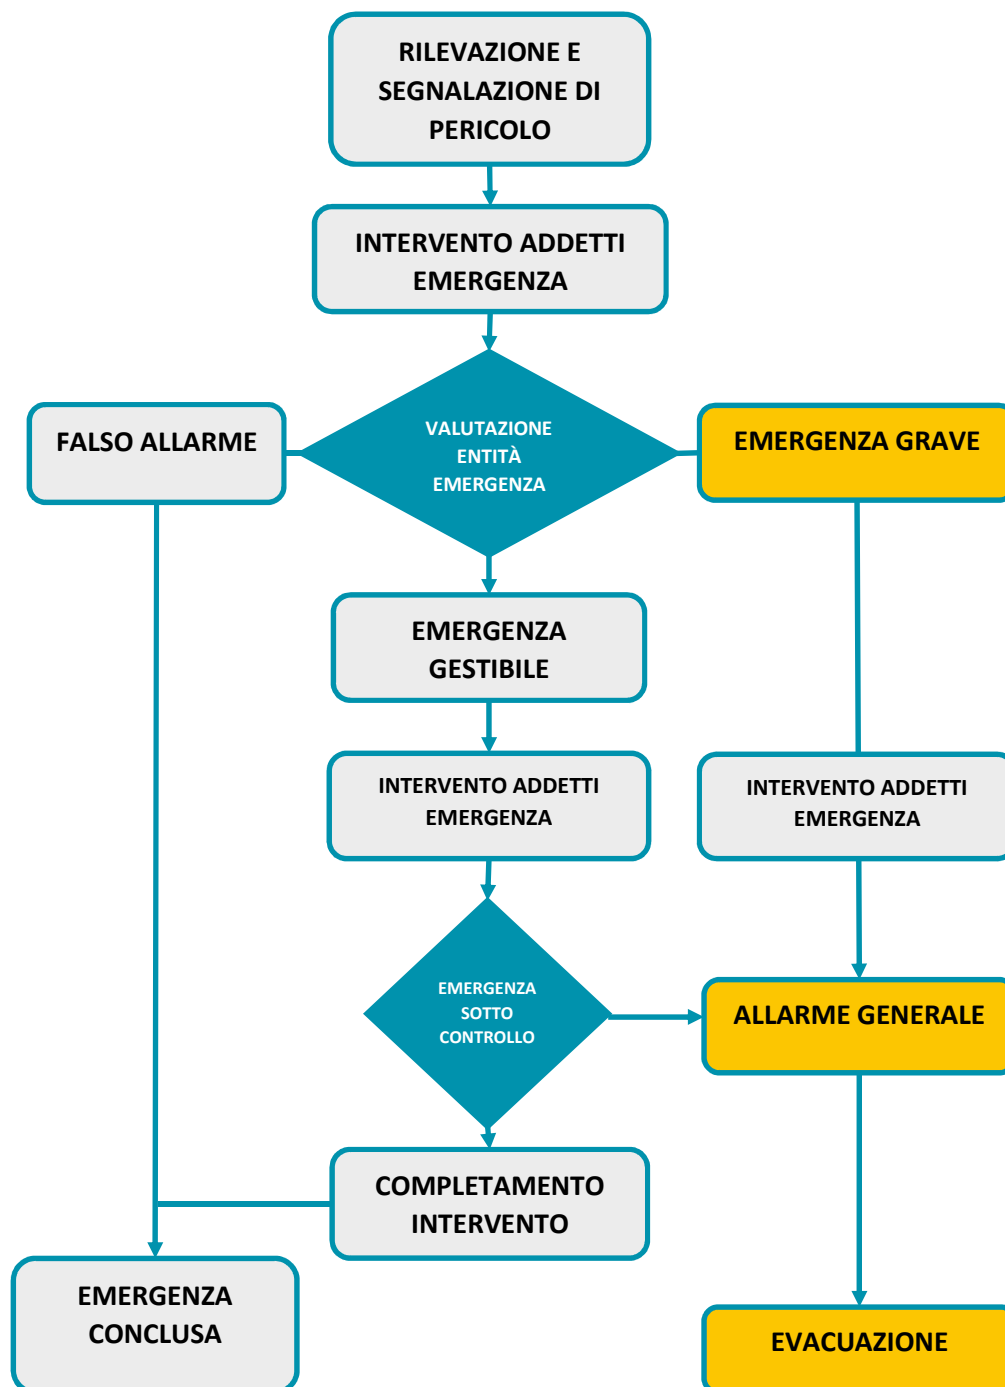 RILEVAZIONE E
SEGNALAZIONE DI
PERICOLO
INTERVENTO ADDETTI
EMERGENZA
FALSO ALLARME
VALUTAZIONE
ENTITÀ
EMERGENZA
EMERGENZA GRAVE
EMERGENZA
GESTIBILE
INTERVENTO ADDETTI
EMERGENZA
INTERVENTO ADDETTI
EMERGENZA
EMERGENZA
SOTTO
CONTROLLO
ALLARME GENERALE
COMPLETAMENTO
INTERVENTO
EMERGENZA
CONCLUSA
EVACUAZIONE